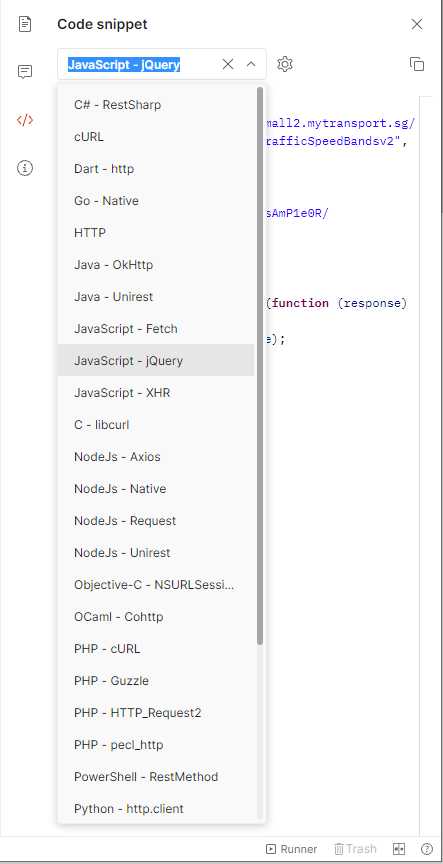 Code snippet
JavaScript - jQuery
C# - RestSharp
mall2.mytransport.sg/
cURL
rafficSpeedBandsv2",
Dart - http
Go - Native
sAmP1e0R/
HTTP
Java - OkHttp
Java - Unirest
(function (response)
JavaScript - Fetch
e);
JavaScript - jQuery
JavaScript - XHR
C - libcurl
NodeJs - Axios
NodeJs - Native
NodeJs - Request
NodeJs - Unirest
Objective-C - NSURLSessi...
OCaml - Cohttp
PHP - cURL
PHP - Guzzle
PHP - HTTP_Request2
PHP - pecl_http
PowerShell - RestMethod
Python - http.client
Runner Trash